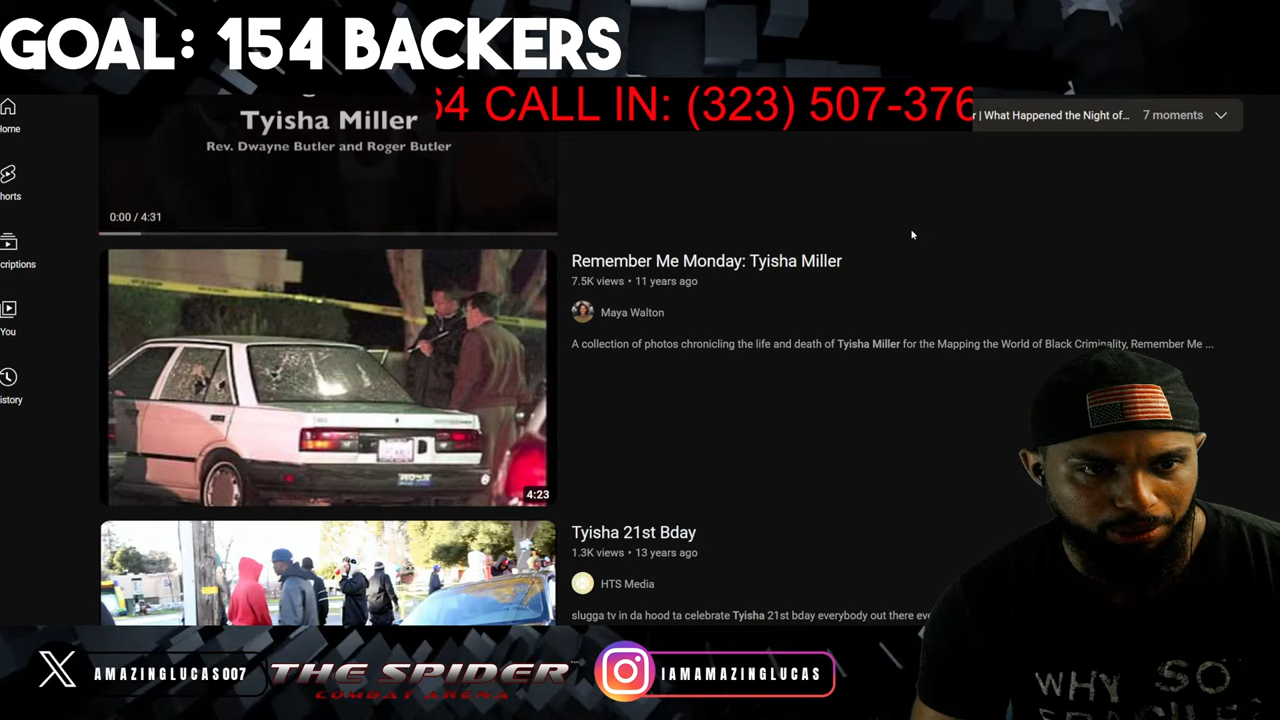 GOAL: 154 BACKERS
64 CALL IN: (323) 507-376
Tyisha Miller
Rev. Dwayne Butler and Roger Butler
r | What Happened the Night of...
7 moments
Home
horts
criptions
You
istory
0:00 / 4:31
Remember Me Monday: Tyisha Miller
7.5K views • 11 years ago
Maya Walton
A collection of photos chronicling the life and death of Tyisha Miller for the Mapping the World of Black Criminality, Remember Me ...
4:23
Tyisha 21st Bday
1.3K views • 13 years ago
HTS Media
slugga tv in da hood ta celebrate Tyisha 21st bday everybody out there eve
AMAZINGLUCAS007
THE SPIDER
COMBAT ARENA
IAMAMAZINGLUCAS
WHY SO